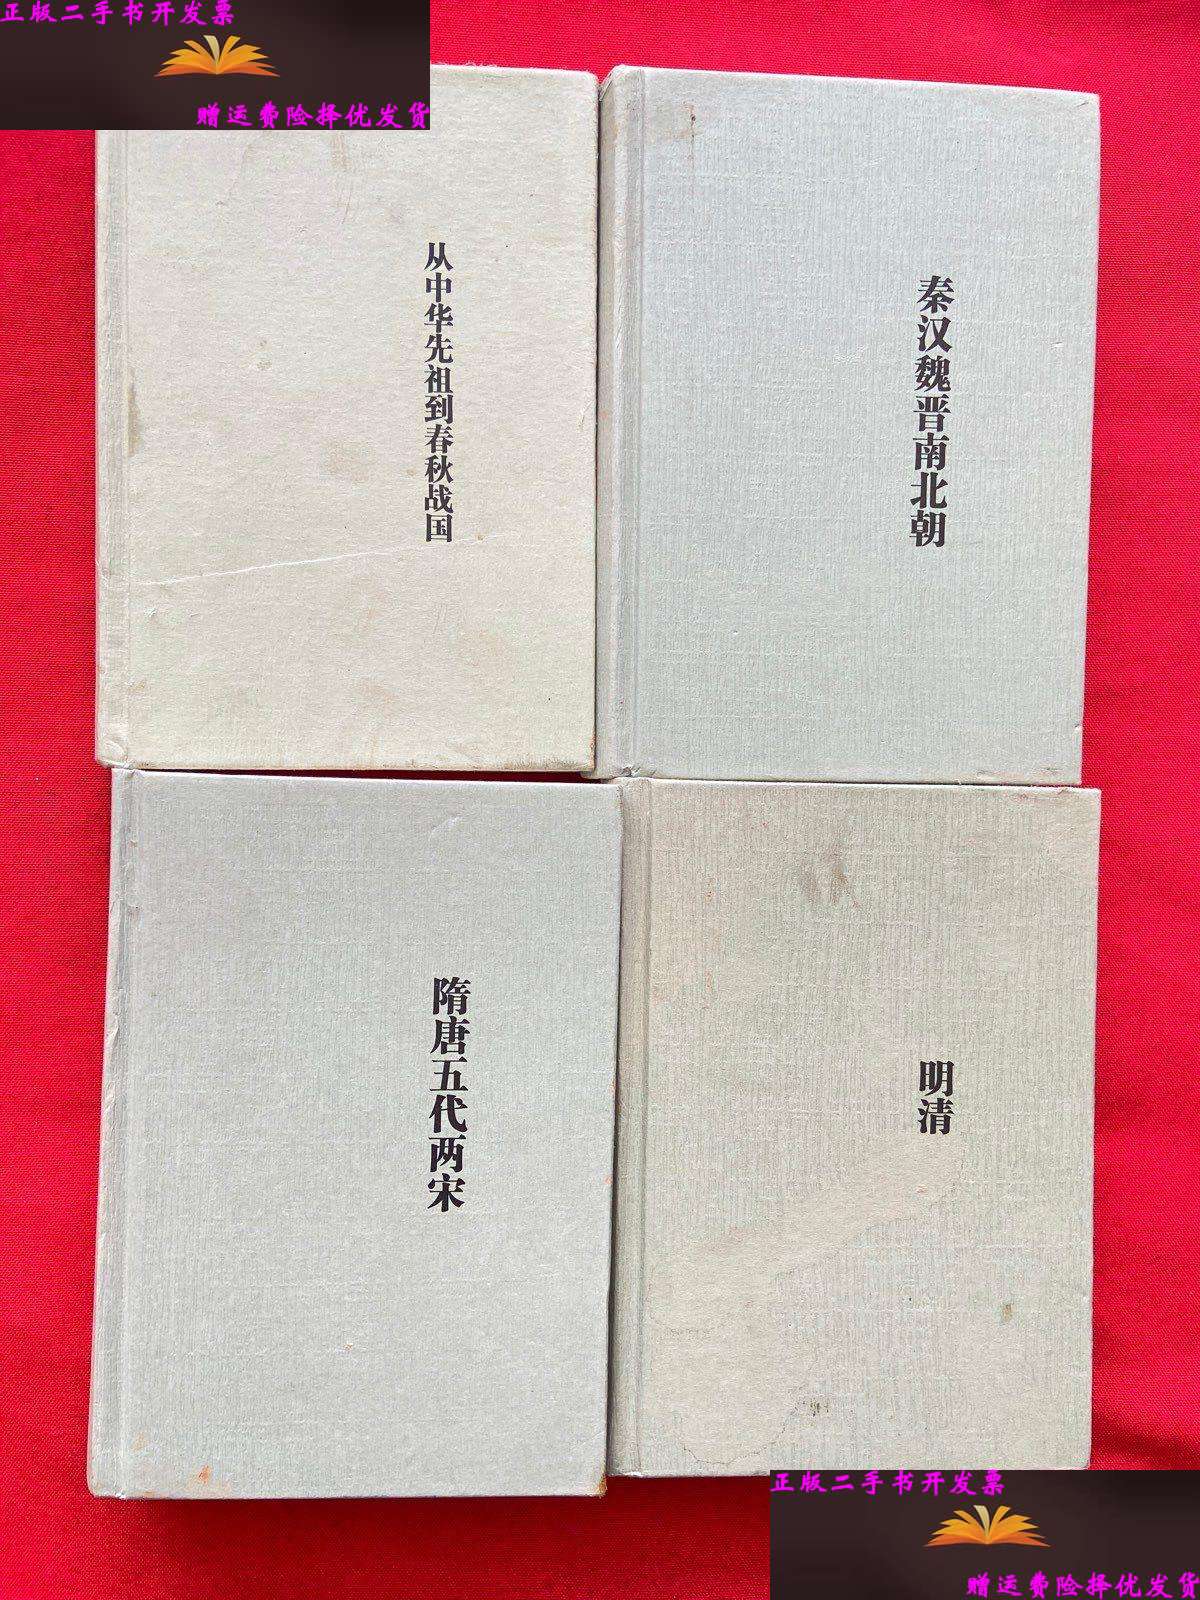 正版二手书开发票
赠运费险择优发货
从中华先祖到春秋战国
秦汉魏晋南北朝
隋唐五代两宋
明清
正版二手书开发票
赠运费险择优发货